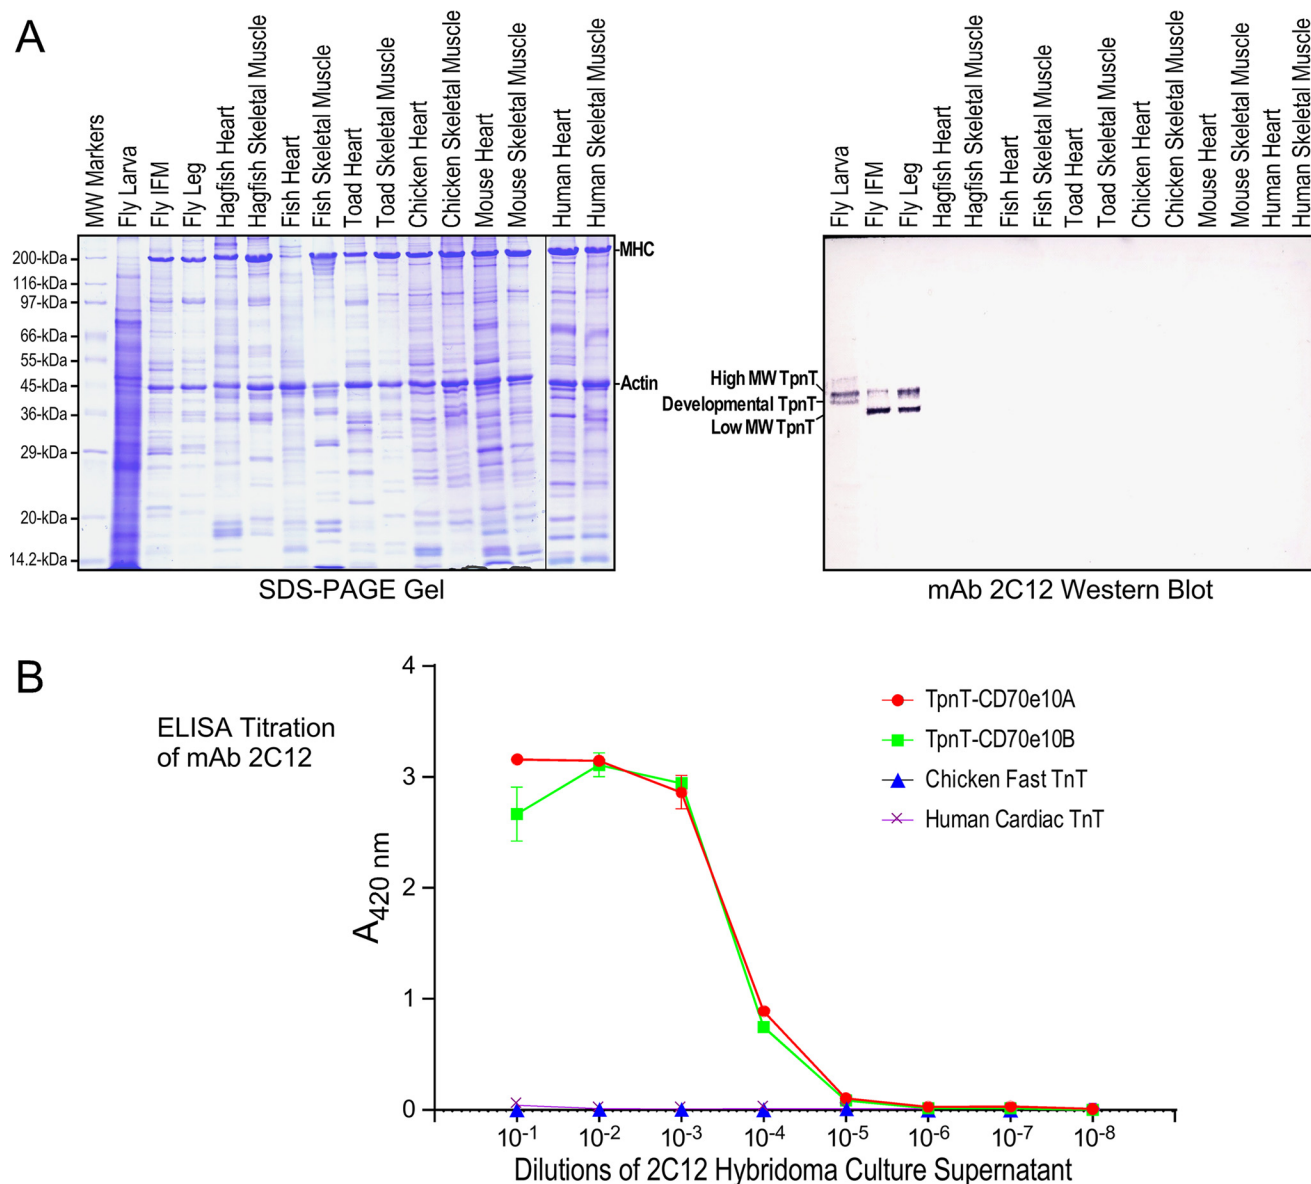 A
MW Markers
Fly Larva
Fly IFM
Fly Leg
Hagfish Heart
Hagfish Skeletal Muscle
Fish Heart
Fish Skeletal Muscle
Toad Heart
Toad Skeletal Muscle
Chicken Heart
Chicken Skeletal Muscle
Mouse Heart
Mouse Skeletal Muscle
Human Heart
Human Skeletal Muscle
200-kDa
116-kDa
97-kDa
66-kDa
55-kDa
45-kDa
36-kDa
29-kDa
20-kDa
14.2-kDa
MHC
Actin
SDS-PAGE Gel
Fly Larva
Fly IFM
Fly Leg
Hagfish Heart
Hagfish Skeletal Muscle
Fish Heart
Fish Skeletal Muscle
Toad Heart
Toad Skeletal Muscle
Chicken Heart
Chicken Skeletal Muscle
Mouse Heart
Mouse Skeletal Muscle
Human Heart
Human Skeletal Muscle
High MW TpnT
Developmental TpnT
Low MW TpnT
mAb 2C12 Western Blot
B
ELISA Titration
of mAb 2C12
A420 nm
4
3
2
1
0
TpnT-CD70e10A
TpnT-CD70e10B
Chicken Fast TnT
Human Cardiac TnT
10-1 10-2 10-3 10-4 10-5 10-6 10-7 10-8
Dilutions of 2C12 Hybridoma Culture Supernatant